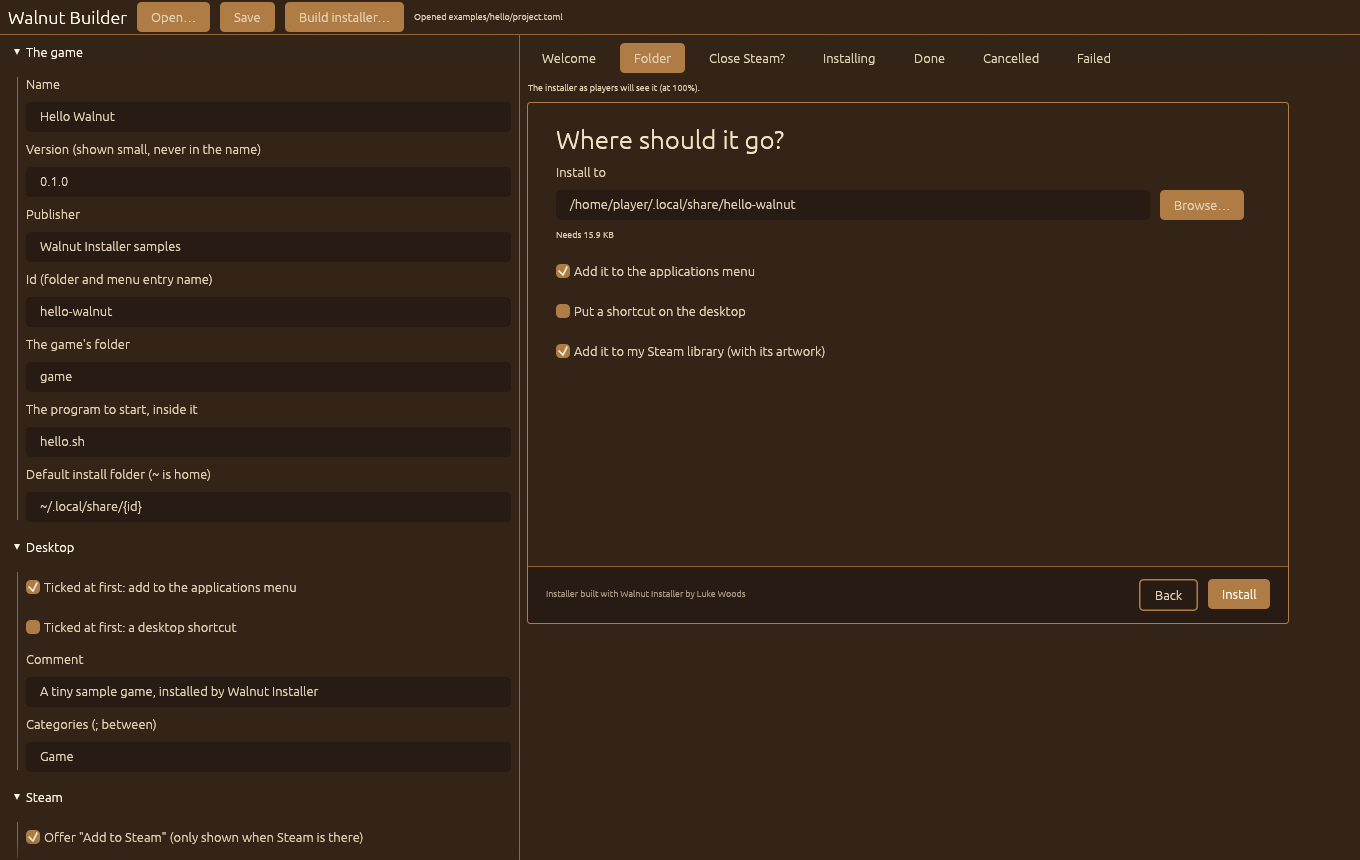 Walnut Builder
Open…
Save
Build installer…
Opened examples/hello/project.toml
The game
Name
Hello Walnut
Version (shown small, never in the name)
0.1.0
Publisher
Walnut Installer samples
Id (folder and menu entry name)
hello-walnut
The game's folder
game
The program to start, inside it
hello.sh
Default install folder (~ is home)
~/.local/share/{id}
Desktop
Ticked at first: add to the applications menu
Ticked at first: a desktop shortcut
Comment
A tiny sample game, installed by Walnut Installer
Categories (; between)
Game
Steam
Offer "Add to Steam" (only shown when Steam is there)
Welcome
Folder
Close Steam?
Installing
Done
Cancelled
Failed
The installer as players will see it (at 100%).
Where should it go?
Install to
/home/player/.local/share/hello-walnut
Browse…
Needs 15.9 KB
Add it to the applications menu
Put a shortcut on the desktop
Add it to my Steam library (with its artwork)
Installer built with Walnut Installer by Luke Woods
Back
Install